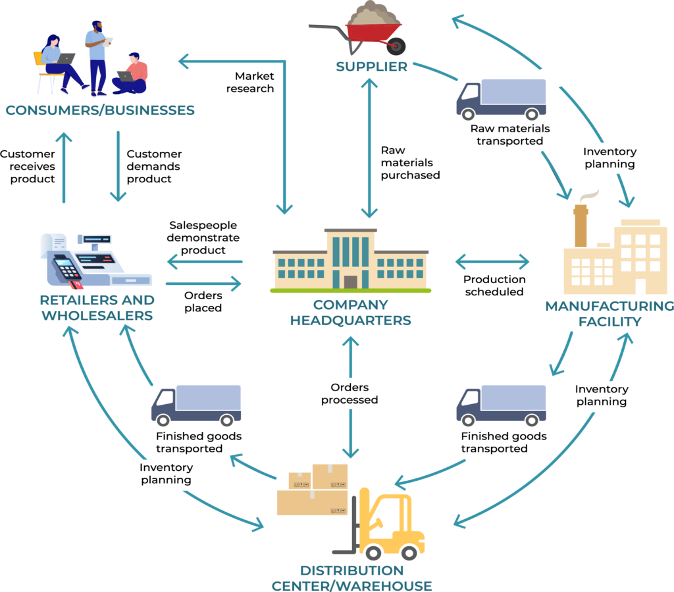 SUPPLIER
CONSUMERS/BUSINESSES
Market
research
Raw materials
transported
Inventory
planning
Customer
receives
product
Customer
demands
product
Raw
materials
purchased
Salespeople
demonstrate
product
Orders
placed
RETAILERS AND
WHOLESALERS
COMPANY
HEADQUARTERS
Production
scheduled
MANUFACTURING
FACILITY
Orders
processed
Inventory
planning
Finished goods
transported
Finished goods
transported
Inventory
planning
DISTRIBUTION
CENTER/WAREHOUSE